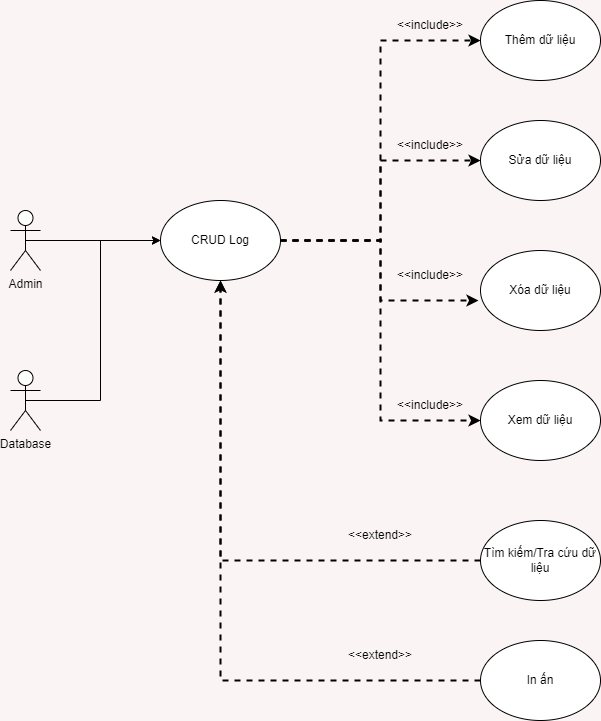 <<include>>
Thêm dữ liệu
<<include>>
Sửa dữ liệu
CRUD Log
Admin
<<include>>
Xóa dữ liệu
Database
<<include>>
Xem dữ liệu
<<extend>>
Tìm kiếm/Tra cứu dữ
liệu
<<extend>>
In ấn